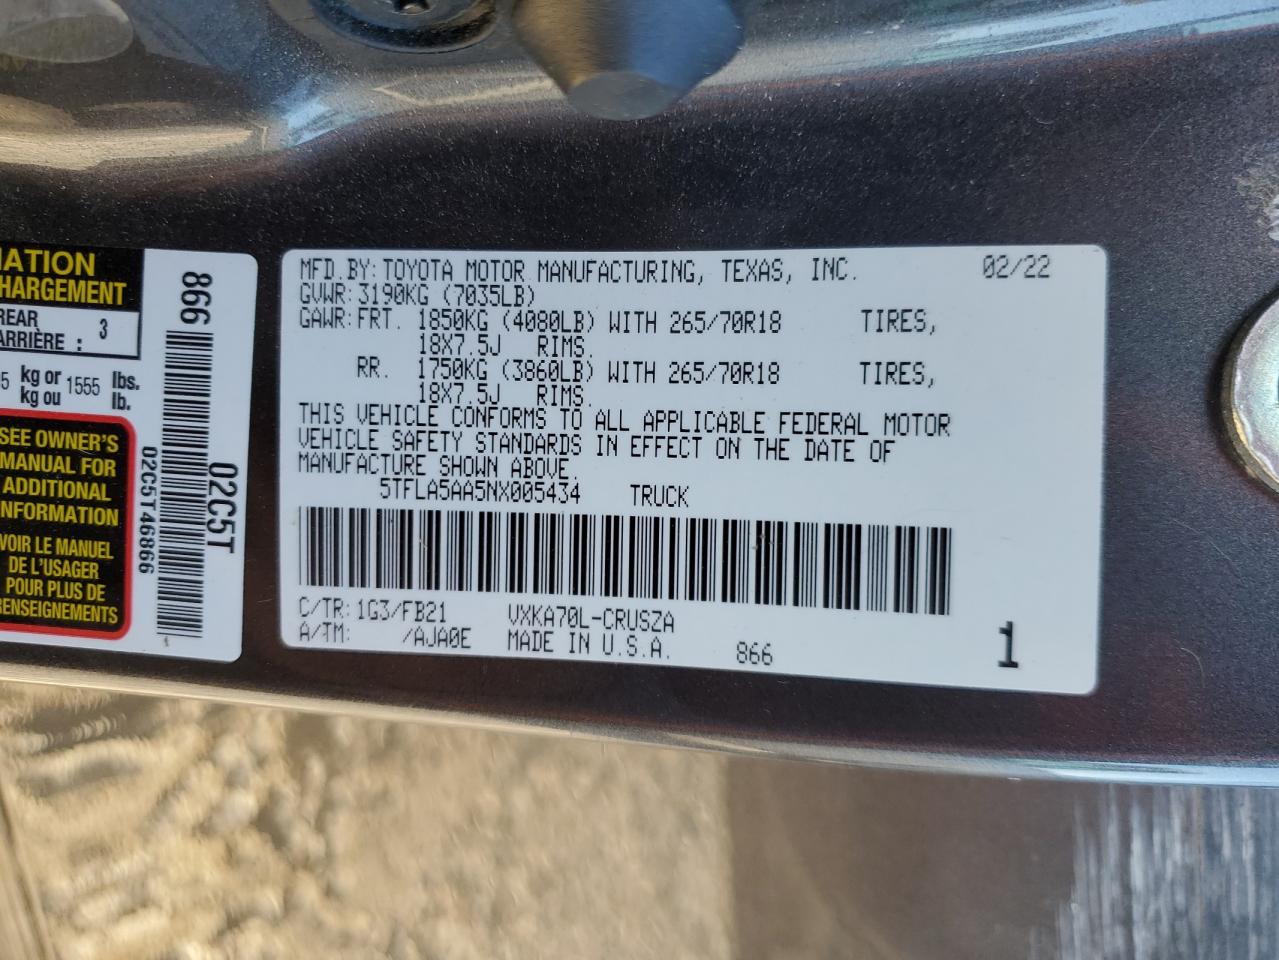 MATION
CHARGEMENT
REAR
ARRIÈRE : 3
5 kg or 1555 lbs.
kg ou lb.
SEE OWNER'S
MANUAL FOR
ADDITIONAL
INFORMATION
VOIR LE MANUEL
DE L'USAGER
POUR PLUS DE
RENSEIGNEMENTS
866
02C5T
02C5T46866
MFD.BY:TOYOTA MOTOR MANUFACTURING, TEXAS, INC. 02/22
GVWR:3190KG (7035LB)
GAWR:FRT. 1850KG (4080LB) WITH 265/70R18 TIRES,
18X7.5J RIMS.
RR. 1750KG (3860LB) WITH 265/70R18 TIRES,
18X7.5J RIMS.
THIS VEHICLE CONFORMS TO ALL APPLICABLE FEDERAL MOTOR
VEHICLE SAFETY STANDARDS IN EFFECT ON THE DATE OF
MANUFACTURE SHOWN ABOVE.
5TFLA5AA5NX005434 TRUCK
C/TR:1G3/FB21 VXKA70L-CRUSZA
A/TM: /AJA0E MADE IN U.S.A. 866 1